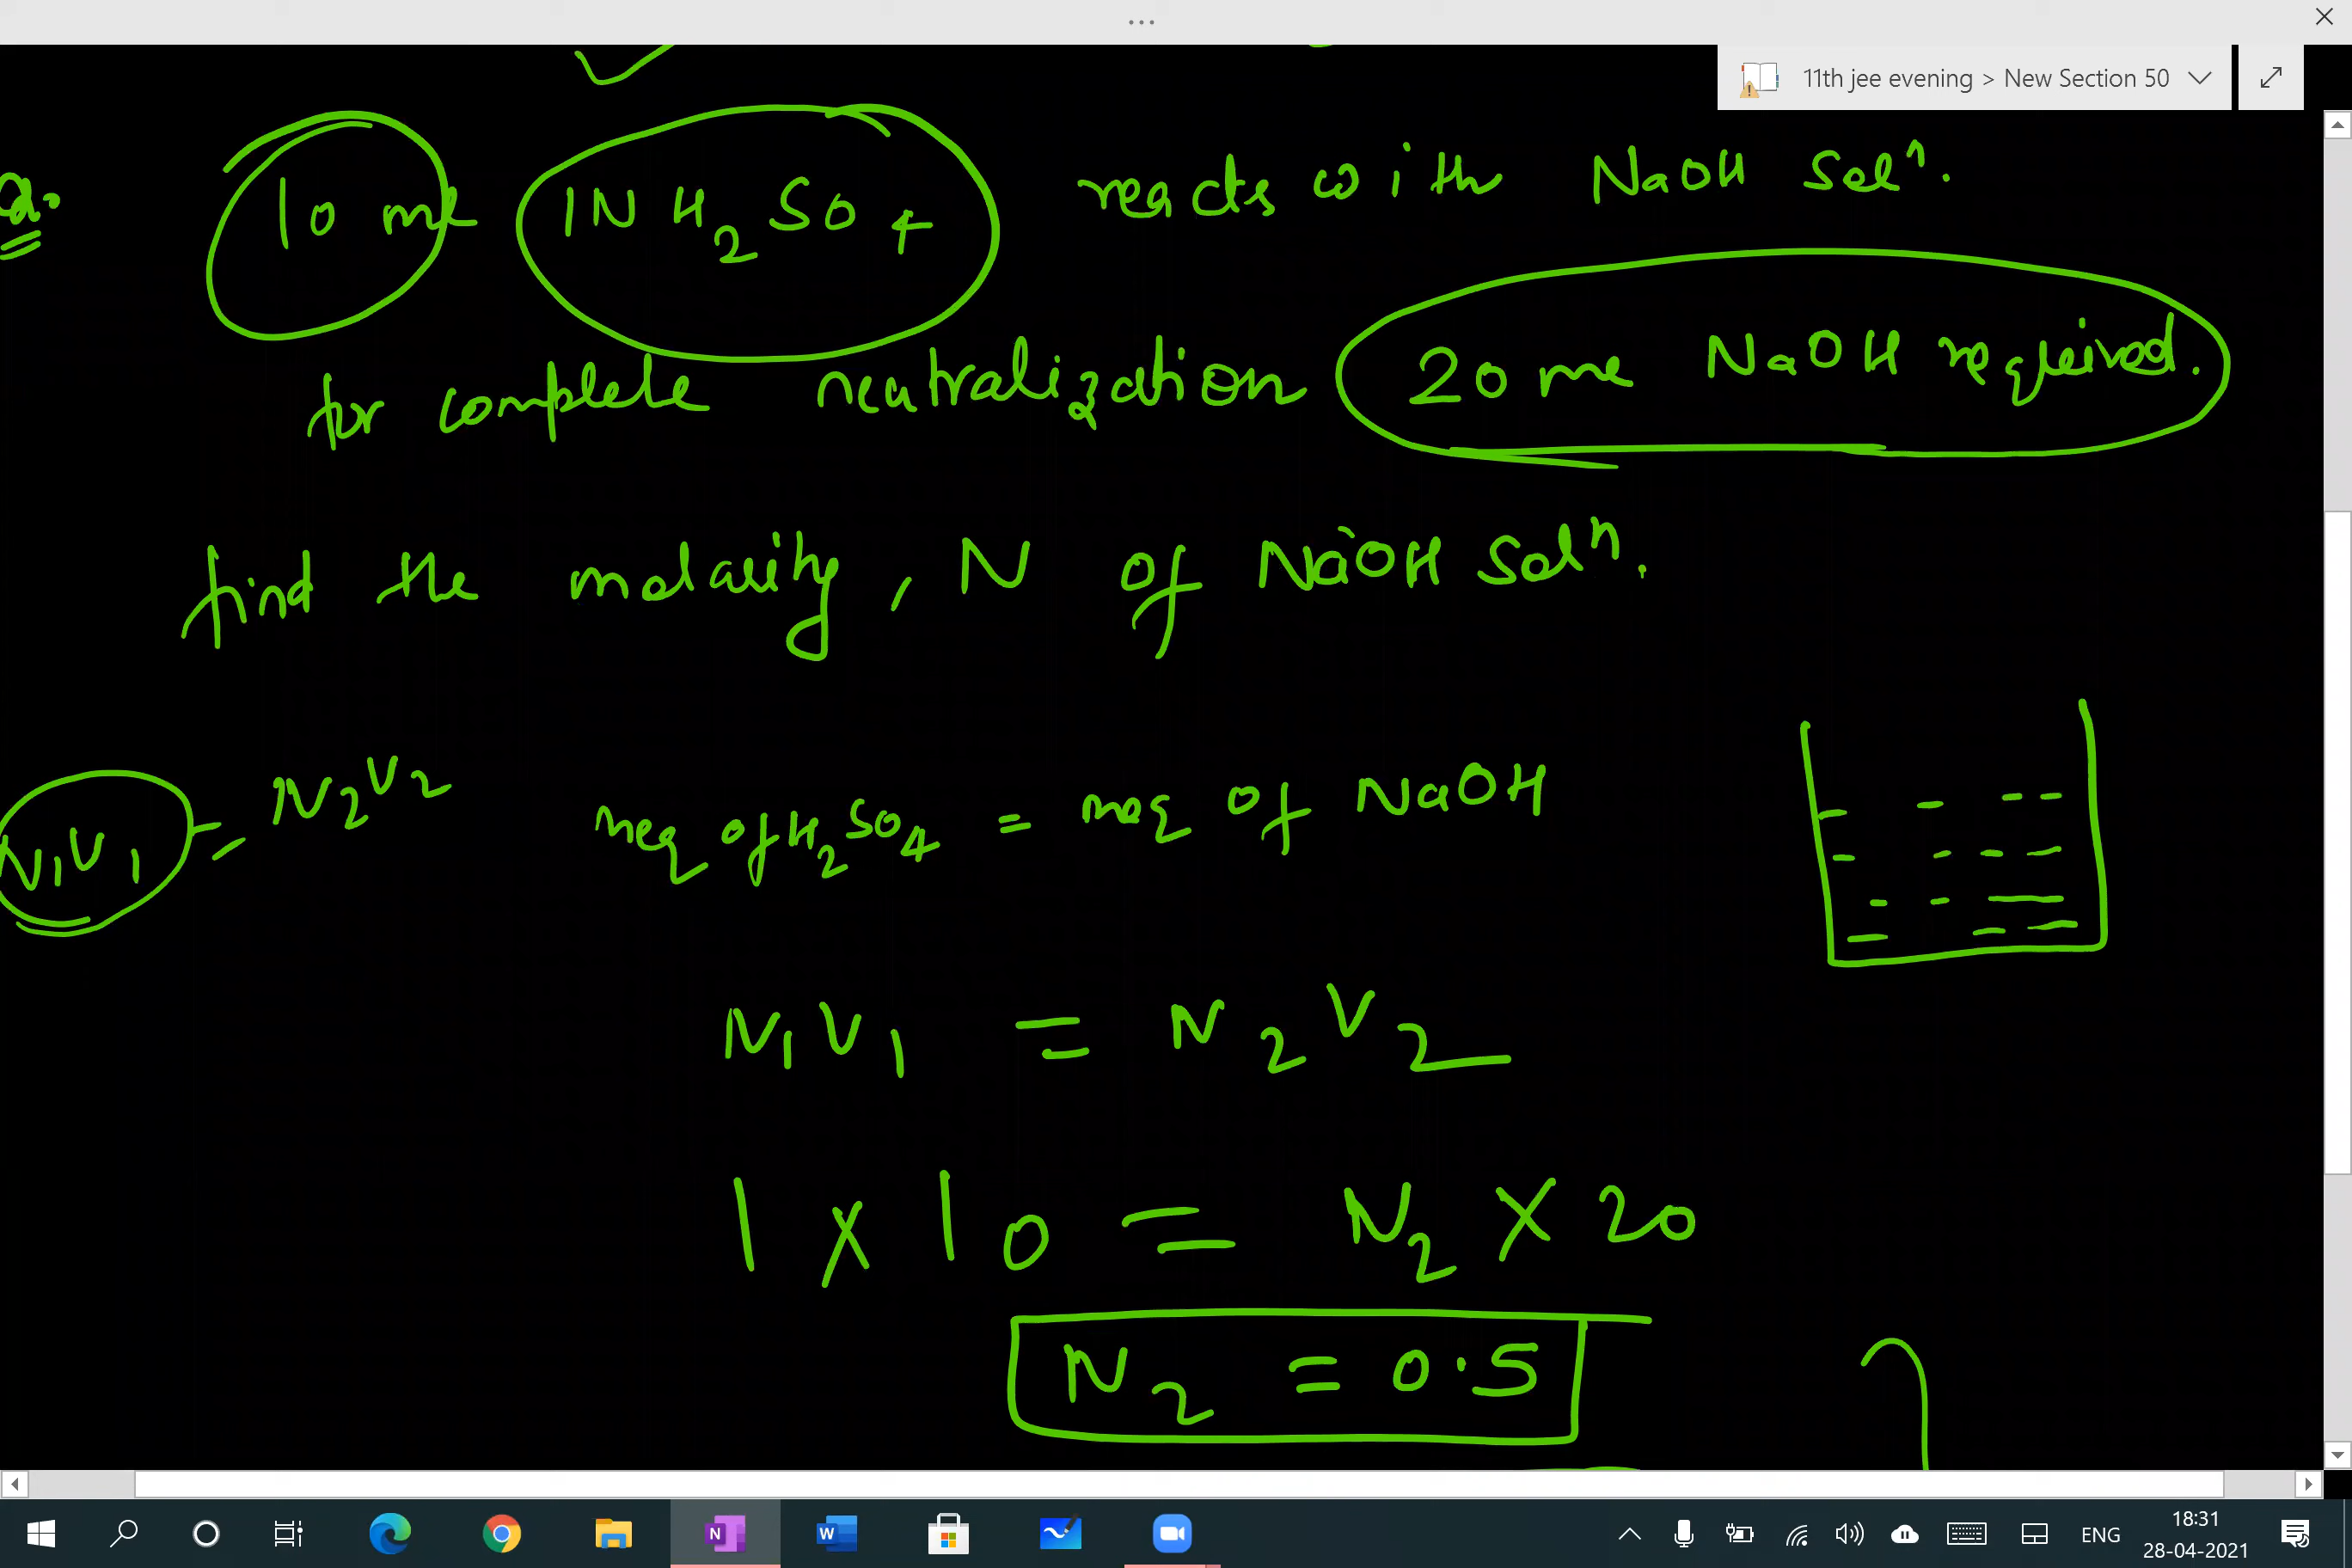 11th jee evening > New Section 50
Q. 10 ml 1N H2SO4 reacts with NaOH Solⁿ.
for complete neutralization 20 ml NaOH required.
find the molarity, N of NaOH Solⁿ.
N1V1 = N2V2 meq of H2SO4 = meq of NaOH
N1V1 = N2V2
1 x 10 = N2 x 20
N2 = 0.5
ENG
18:31
28-04-2021